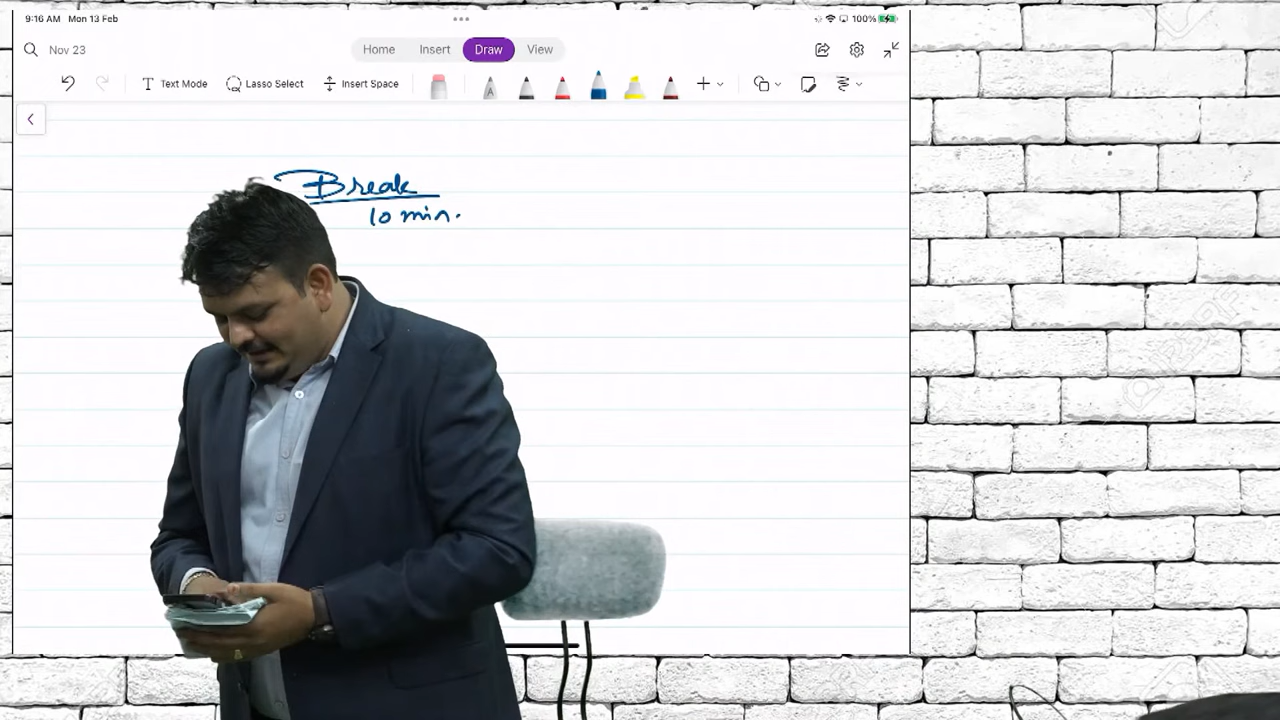 9:16 AM Mon 13 Feb
100%
Nov 23
Home Insert Draw View
Text Mode Lasso Select Insert Space
A
Break
10 min.